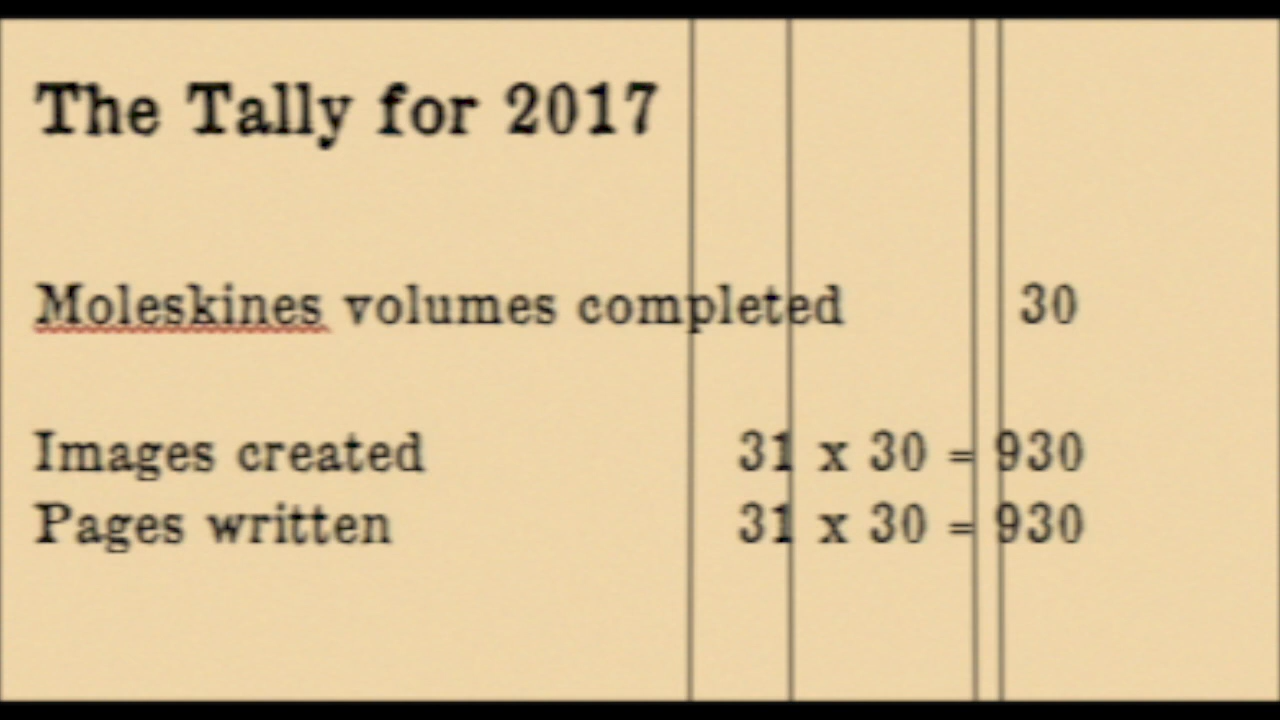 The Tally for 2017
Moleskines volumes completed 30
Images created 31 x 30 = 930
Pages written 31 x 30 = 930